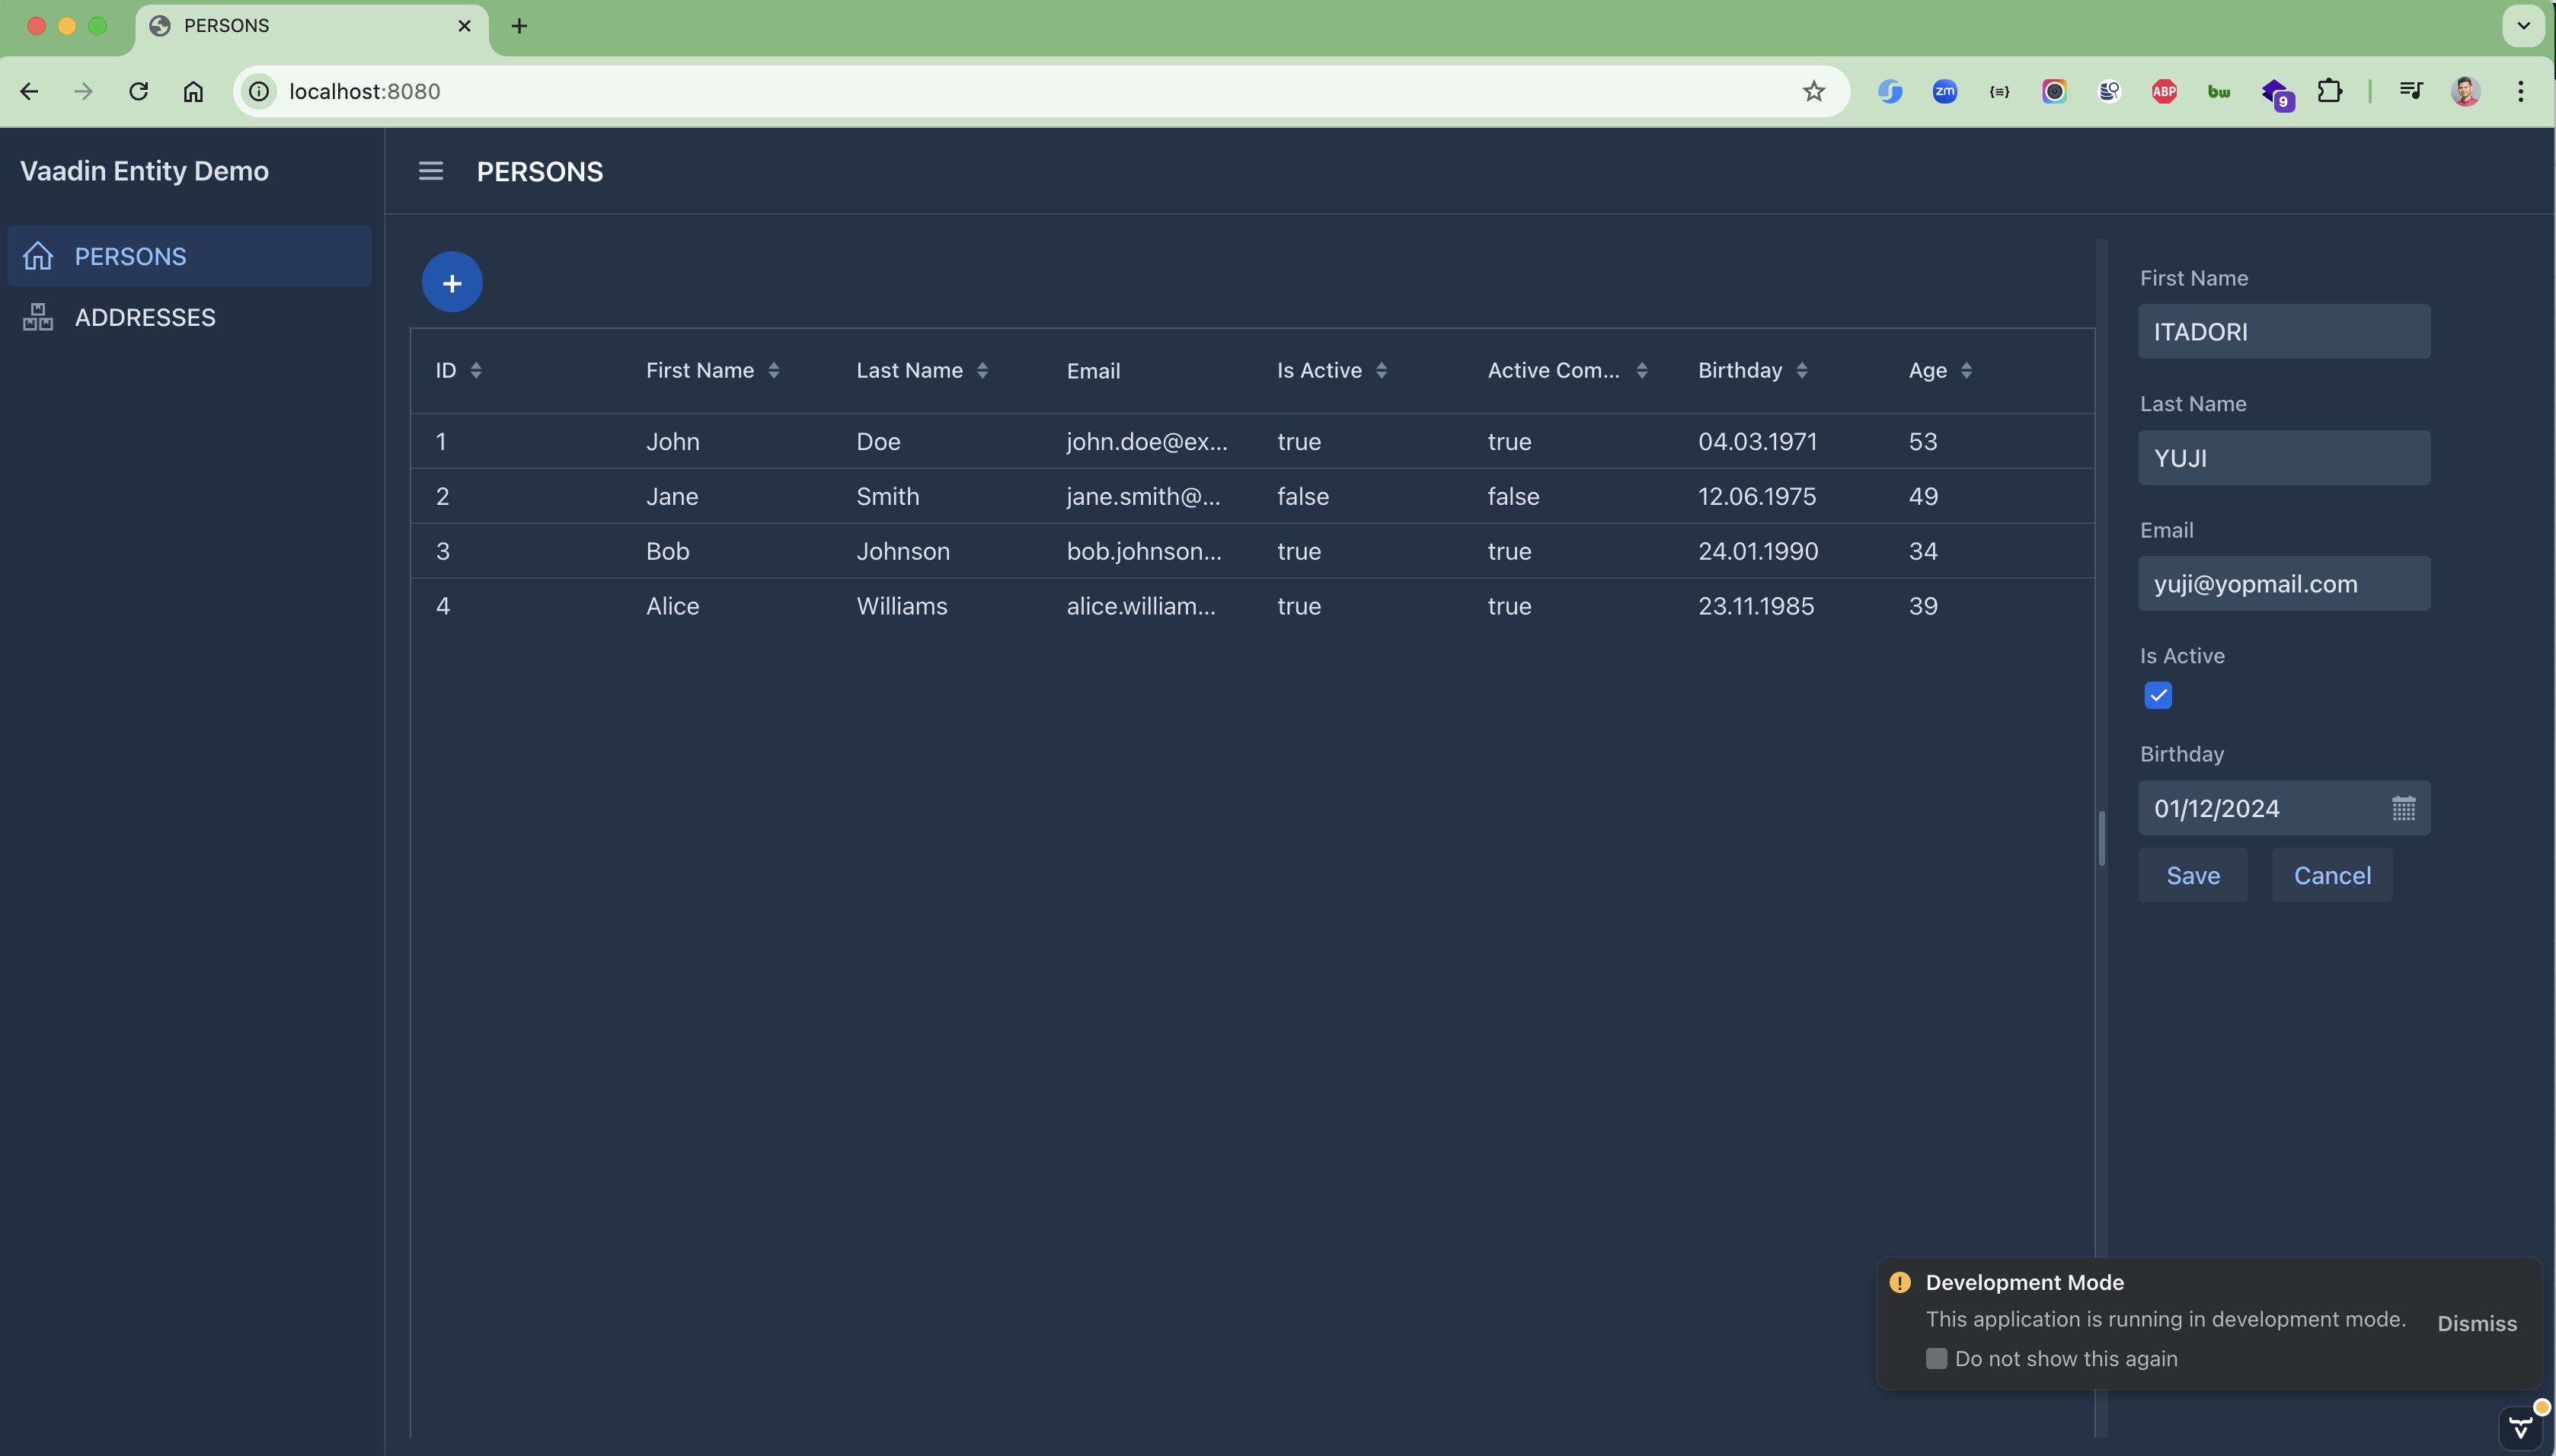 PERSONS
localhost:8080
zm
ABP
bw
9
Vaadin Entity Demo
PERSONS
PERSONS
ADDRESSES
+
ID First Name Last Name Email Is Active Active Com... Birthday Age
1 John Doe john.doe@ex... true true 04.03.1971 53
2 Jane Smith jane.smith@... false false 12.06.1975 49
3 Bob Johnson bob.johnson... true true 24.01.1990 34
4 Alice Williams alice.william... true true 23.11.1985 39
First Name
ITADORI
Last Name
YUJI
Email
yuji@yopmail.com
Is Active
Birthday
01/12/2024
Save Cancel
Development Mode
This application is running in development mode.
Dismiss
Do not show this again